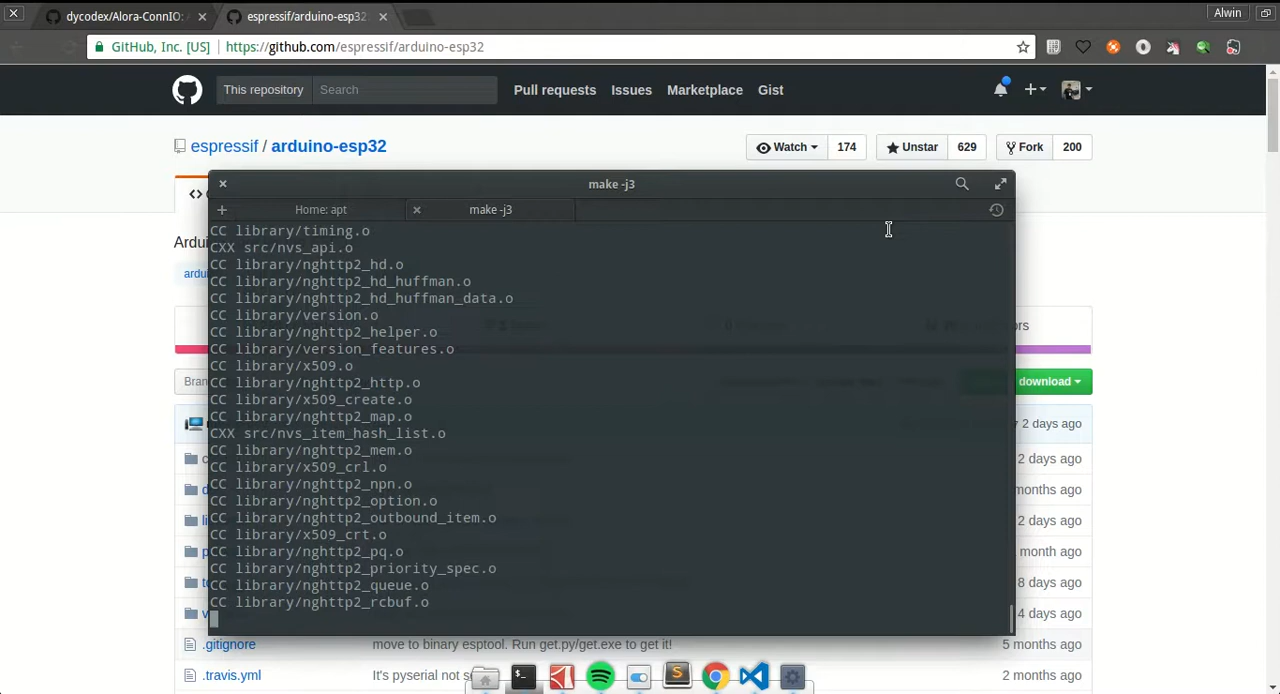 dycodex/Alora-ConnIO:
espressif/arduino-esp32
Alwin
GitHub, Inc. [US]
https://github.com/espressif/arduino-esp32
This repository
Search
Pull requests Issues Marketplace Gist
espressif / arduino-esp32
Watch 174
Unstar 629
Fork 200
make -j3
Home: apt
make -j3
CC library/timing.o
CXX src/nvs_api.o
CC library/nghttp2_hd.o
CC library/nghttp2_hd_huffman.o
CC library/nghttp2_hd_huffman_data.o
CC library/version.o
CC library/nghttp2_helper.o
CC library/version_features.o
CC library/x509.o
CC library/nghttp2_http.o
CC library/x509_create.o
CC library/nghttp2_map.o
CXX src/nvs_item_hash_list.o
CC library/nghttp2_mem.o
CC library/x509_crl.o
CC library/nghttp2_npn.o
CC library/nghttp2_option.o
CC library/nghttp2_outbound_item.o
CC library/x509_crt.o
CC library/nghttp2_pq.o
CC library/nghttp2_priority_spec.o
CC library/nghttp2_queue.o
CC library/nghttp2_rcbuf.o
download
2 days ago
2 days ago
months ago
2 days ago
month ago
8 days ago
4 days ago
.gitignore
move to binary esptool. Run get.py/get.exe to get it!
5 months ago
.travis.yml
It's pyserial not
2 months ago